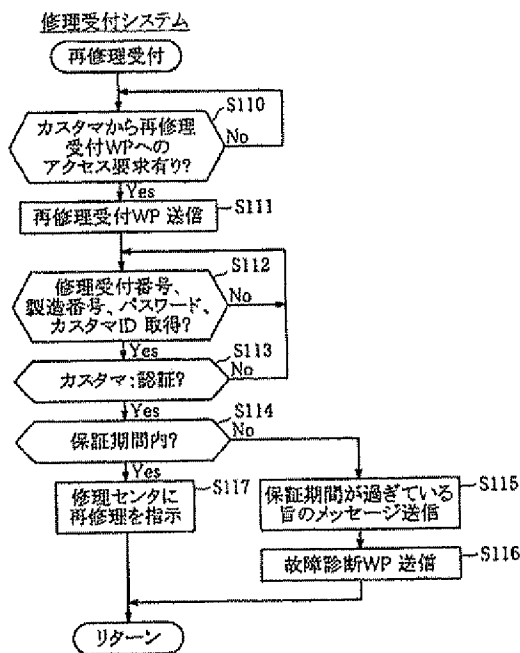 修理受付システム
再修理受付
S110
カスタマから再修理
受付WPへの
アクセス要求有り?
No
Yes
S111
再修理受付WP 送信
S112
修理受付番号、
製造番号、パスワード、
カスタマID 取得?
No
Yes
S113
カスタマ:認証?
No
Yes
S114
保証期間内?
No
Yes
S117
修理センタに
再修理を指示
S115
保証期間が過ぎている
旨のメッセージ送信
S116
故障診断WP 送信
リターン